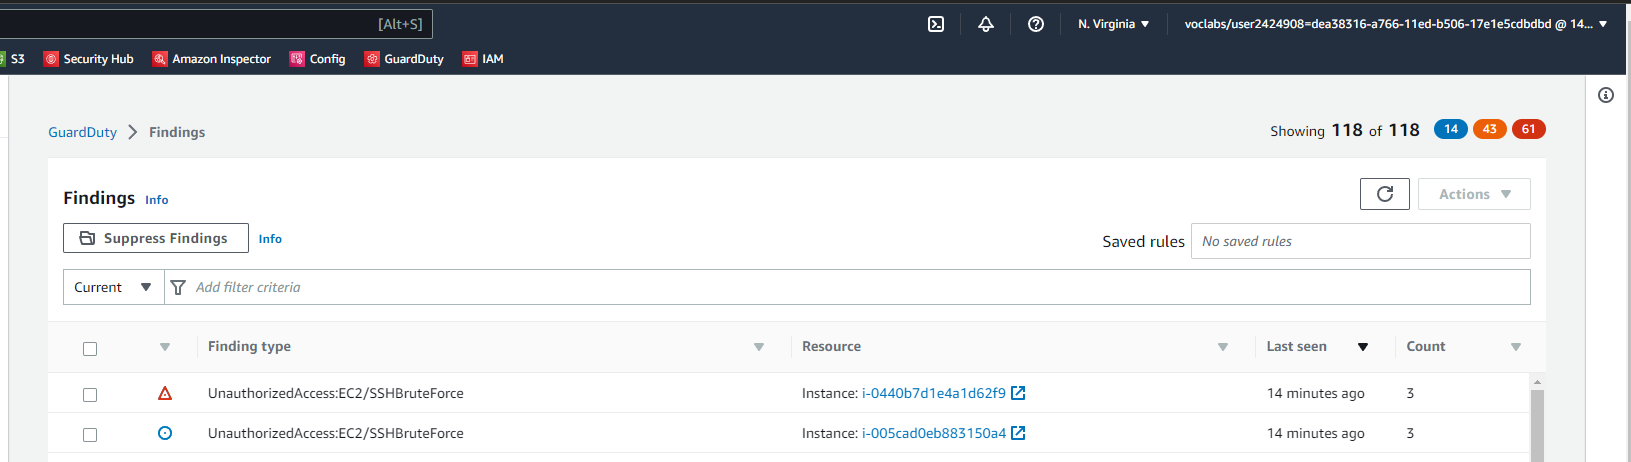 [Alt+S]
N. Virginia
voclabs/user2424908=dea38316-a766-11ed-b506-17e1e5cdbdbd @ 14...
S3
Security Hub
Amazon Inspector
Config
GuardDuty
IAM
GuardDuty > Findings
Showing 118 of 118 14 43 61
Findings Info
Actions
Suppress Findings Info
Saved rules No saved rules
Current Add filter criteria
Finding type Resource Last seen Count
UnauthorizedAccess:EC2/SSHBruteForce Instance: i-0440b7d1e4a1d62f9 14 minutes ago 3
UnauthorizedAccess:EC2/SSHBruteForce Instance: i-005cad0eb883150a4 14 minutes ago 3